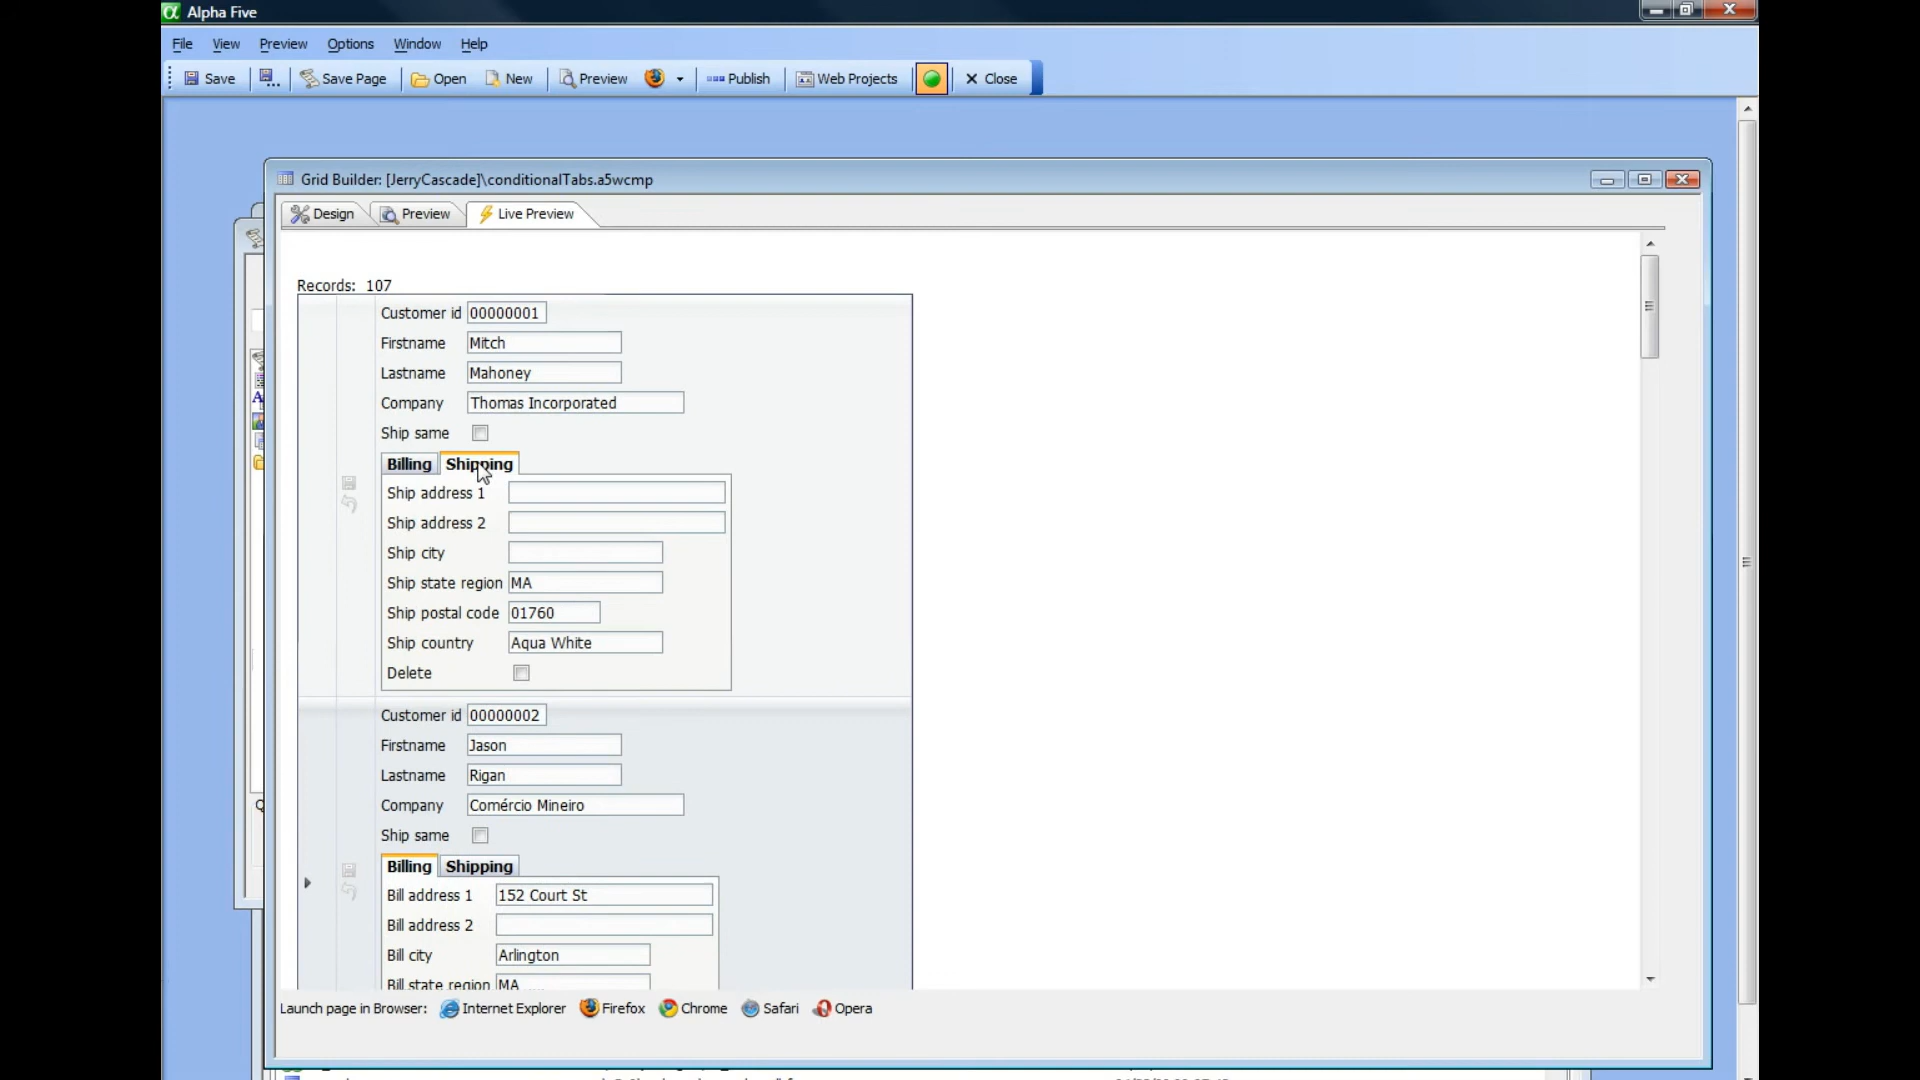 Alpha Five
File View Preview Options Window Help
Save Save Page Open New Preview Publish Web Projects Close
Grid Builder: [JerryCascade]\conditionalTabs.a5wcmp
Design Preview Live Preview
Records: 107
Customer id 00000001
Firstname Mitch
Lastname Mahoney
Company Thomas Incorporated
Ship same
Billing Shipping
Ship address 1
Ship address 2
Ship city
Ship state region MA
Ship postal code 01760
Ship country Aqua White
Delete
Customer id 00000002
Firstname Jason
Lastname Rigan
Company Comércio Mineiro
Ship same
Billing Shipping
Bill address 1 152 Court St
Bill address 2
Bill city Arlington
Bill state region MA
Launch page in Browser: Internet Explorer Firefox Chrome Safari Opera